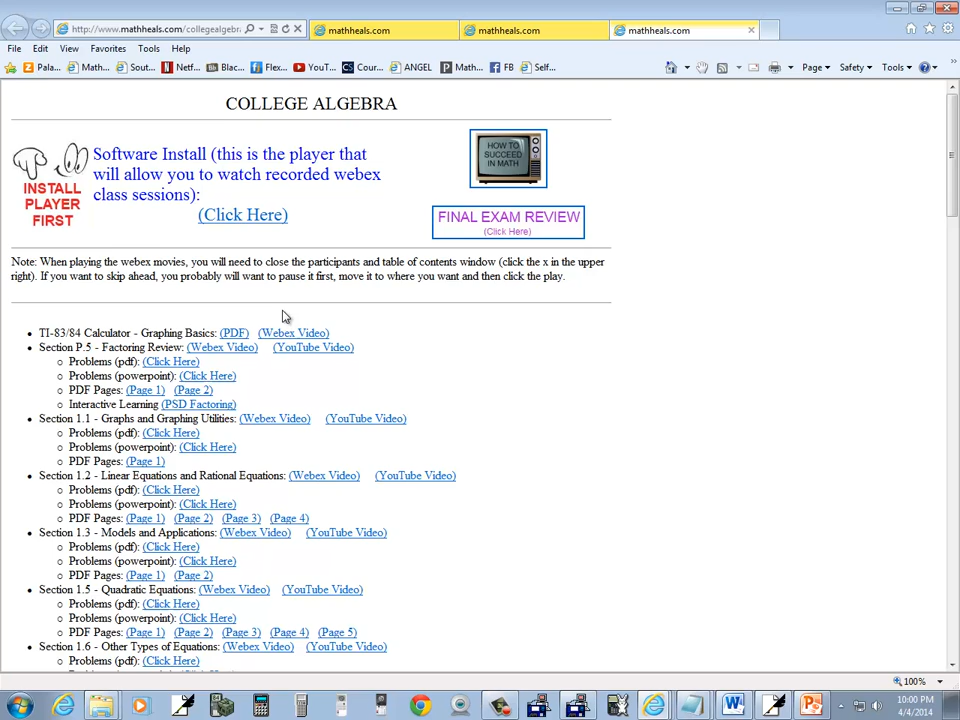 http://www.mathheals.com/collegealgebra
mathheals.com
mathheals.com
mathheals.com
File Edit View Favorites Tools Help
Pala... Math... Sout... Netf... Blac... Flex... YouT... CS Cour... ANGEL Math... FB Self...
Page Safety Tools
COLLEGE ALGEBRA
INSTALL
PLAYER
FIRST
Software Install (this is the player that
will allow you to watch recorded webex
class sessions):
(Click Here)
HOW TO
SUCCEED
IN MATH
FINAL EXAM REVIEW
(Click Here)
Note: When playing the webex movies, you will need to close the participants and table of contents window (click the x in the upper
right). If you want to skip ahead, you probably will want to pause it first, move it to where you want and then click the play.
TI-83/84 Calculator - Graphing Basics: (PDF) (Webex Video)
Section P.5 - Factoring Review: (Webex Video) (YouTube Video)
Problems (pdf): (Click Here)
Problems (powerpoint): (Click Here)
PDF Pages: (Page 1) (Page 2)
Interactive Learning (PSD Factoring)
Section 1.1 - Graphs and Graphing Utilities: (Webex Video) (YouTube Video)
Problems (pdf): (Click Here)
Problems (powerpoint): (Click Here)
PDF Pages: (Page 1)
Section 1.2 - Linear Equations and Rational Equations: (Webex Video) (YouTube Video)
Problems (pdf): (Click Here)
Problems (powerpoint): (Click Here)
PDF Pages: (Page 1) (Page 2) (Page 3) (Page 4)
Section 1.3 - Models and Applications: (Webex Video) (YouTube Video)
Problems (pdf): (Click Here)
Problems (powerpoint): (Click Here)
PDF Pages: (Page 1) (Page 2)
Section 1.5 - Quadratic Equations: (Webex Video) (YouTube Video)
Problems (pdf): (Click Here)
Problems (powerpoint): (Click Here)
PDF Pages: (Page 1) (Page 2) (Page 3) (Page 4) (Page 5)
Section 1.6 - Other Types of Equations: (Webex Video) (YouTube Video)
Problems (pdf): (Click Here)
100%
10:00 PM
4/4/2014